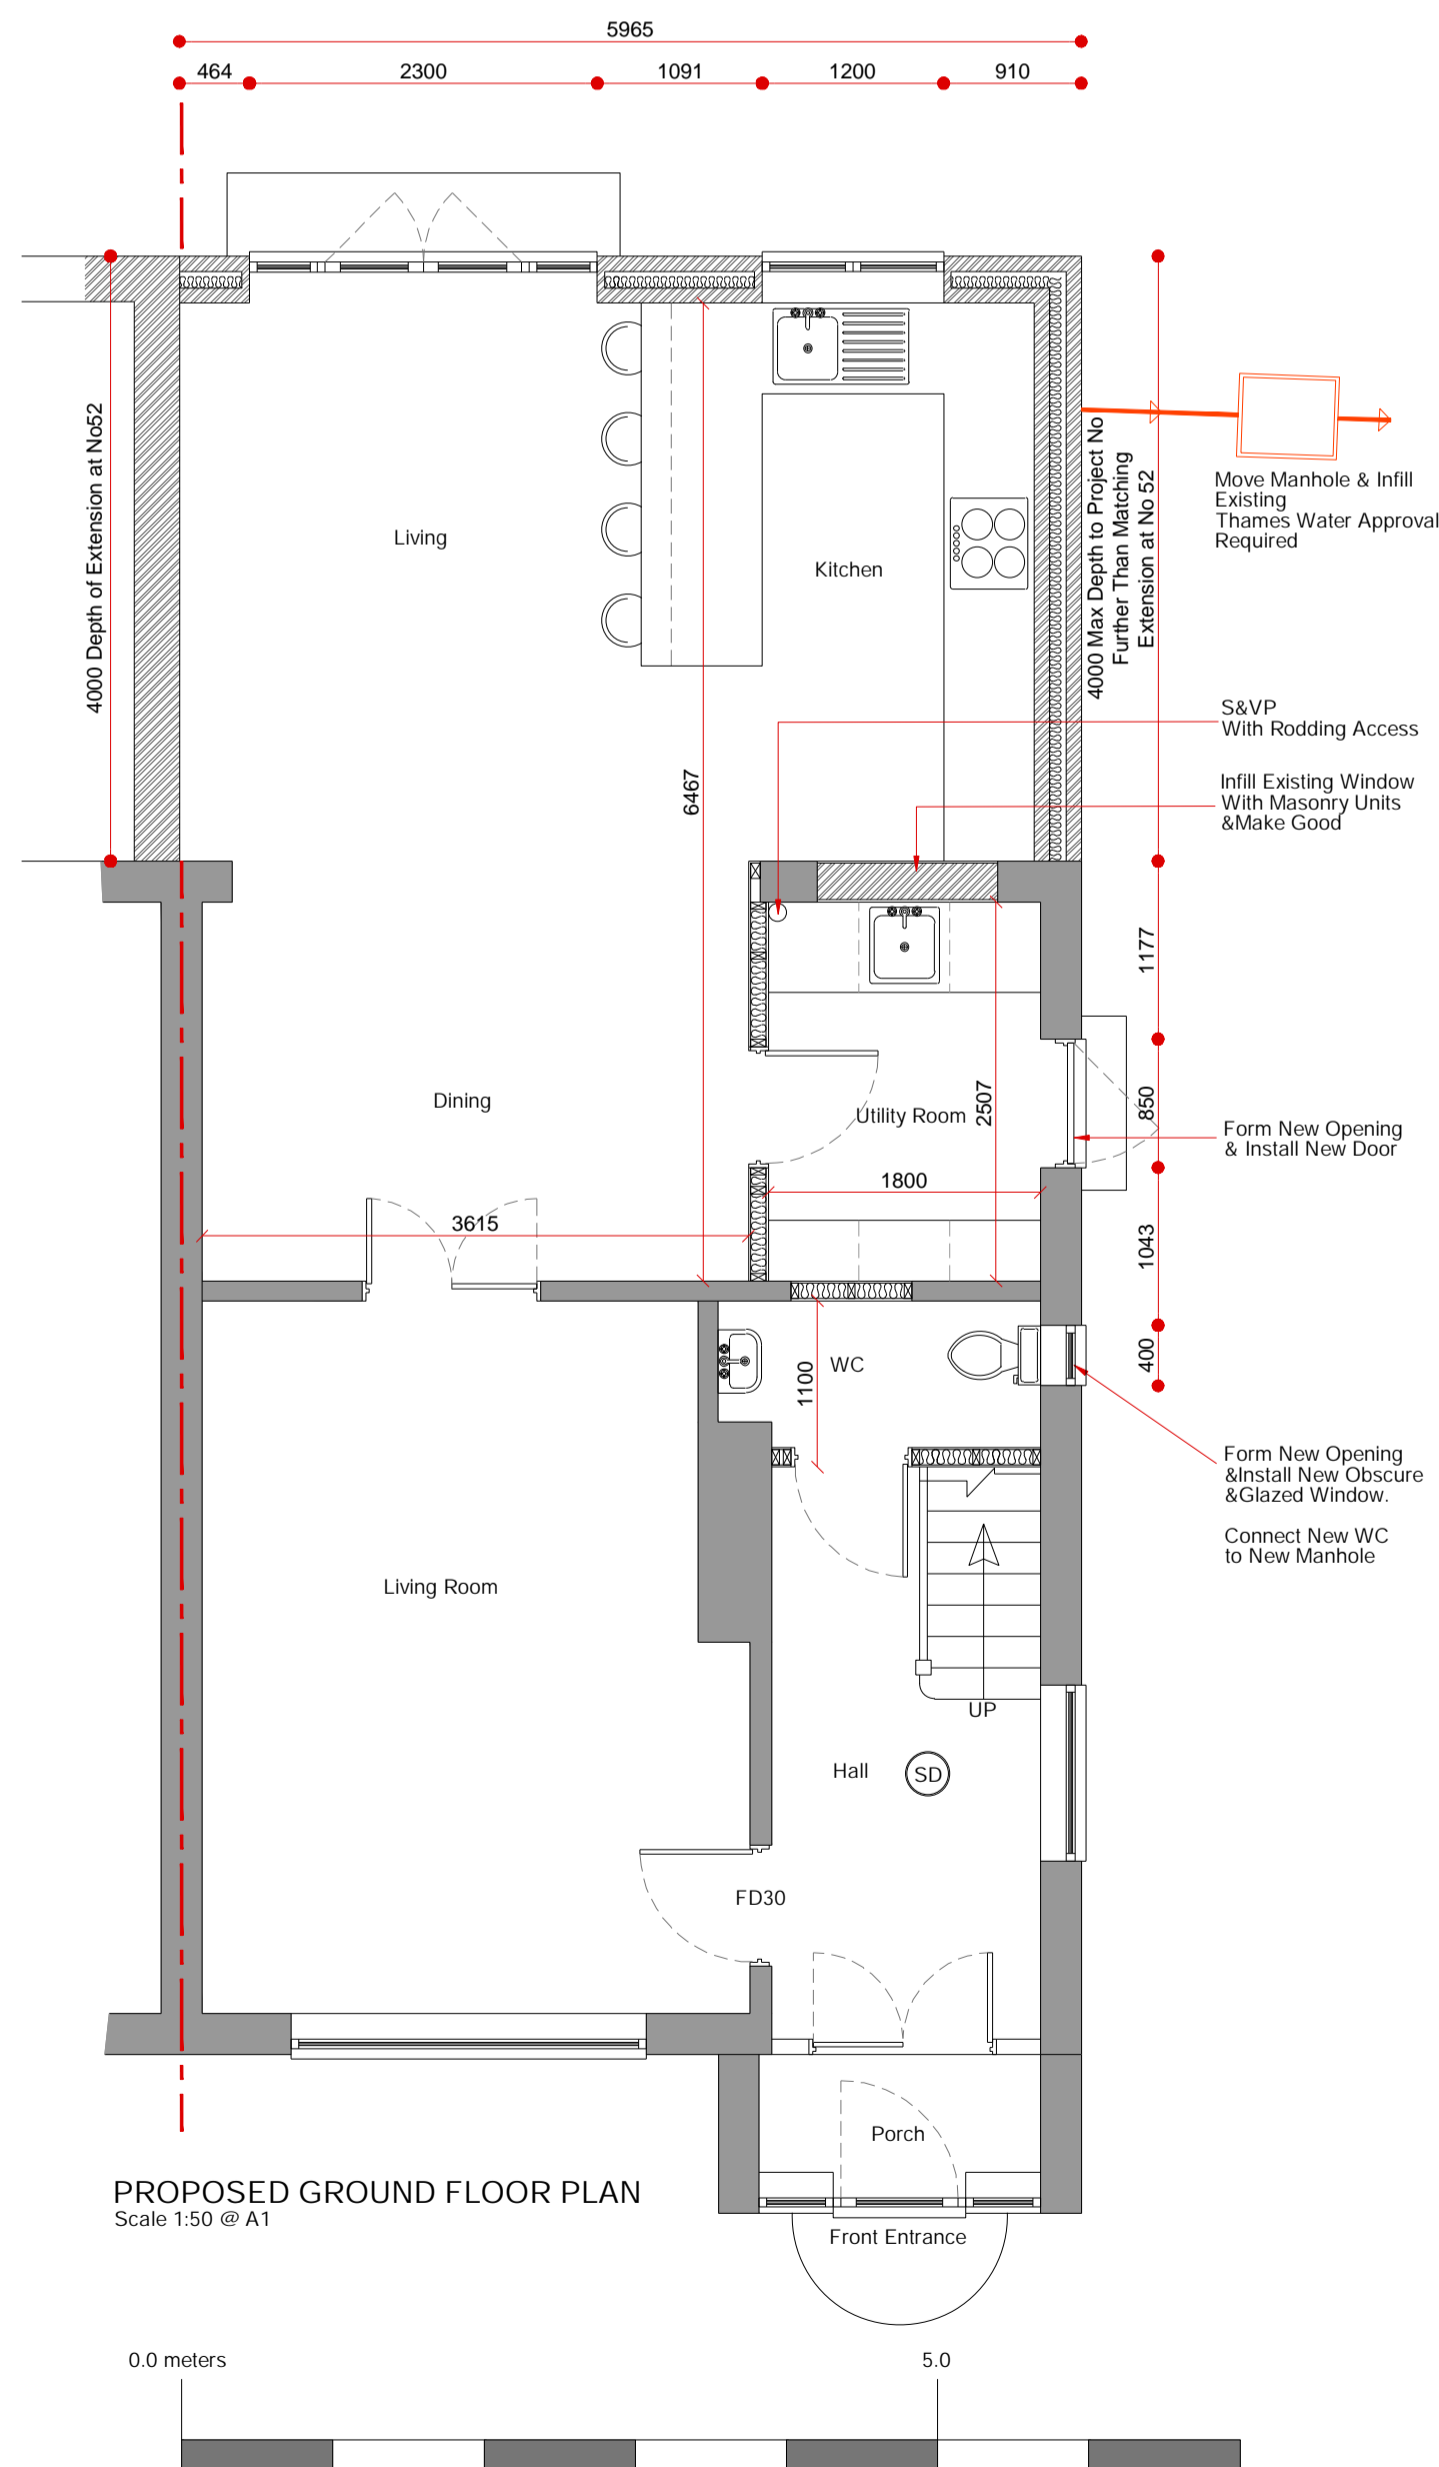 5965
464
2300
1091
1200
910
4000 Depth of Extension at No52
4000 Max Depth to Project No
Further Than Matching
Extension at No 52
Move Manhole & Infill
Existing
Thames Water Approval
Required
Living
Kitchen
S&VP
With Rodding Access
Infill Existing Window
With Masonry Units
&Make Good
6467
1177
Dining
Utility Room
2507
850
Form New Opening
& Install New Door
1800
3615
1043
WC
1100
400
Form New Opening
&Install New Obscure
&Glazed Window.
Connect New WC
to New Manhole
Living Room
UP
Hall
SD
FD30
Porch
PROPOSED GROUND FLOOR PLAN
Scale 1:50 @ A1
Front Entrance
0.0 meters
5.0